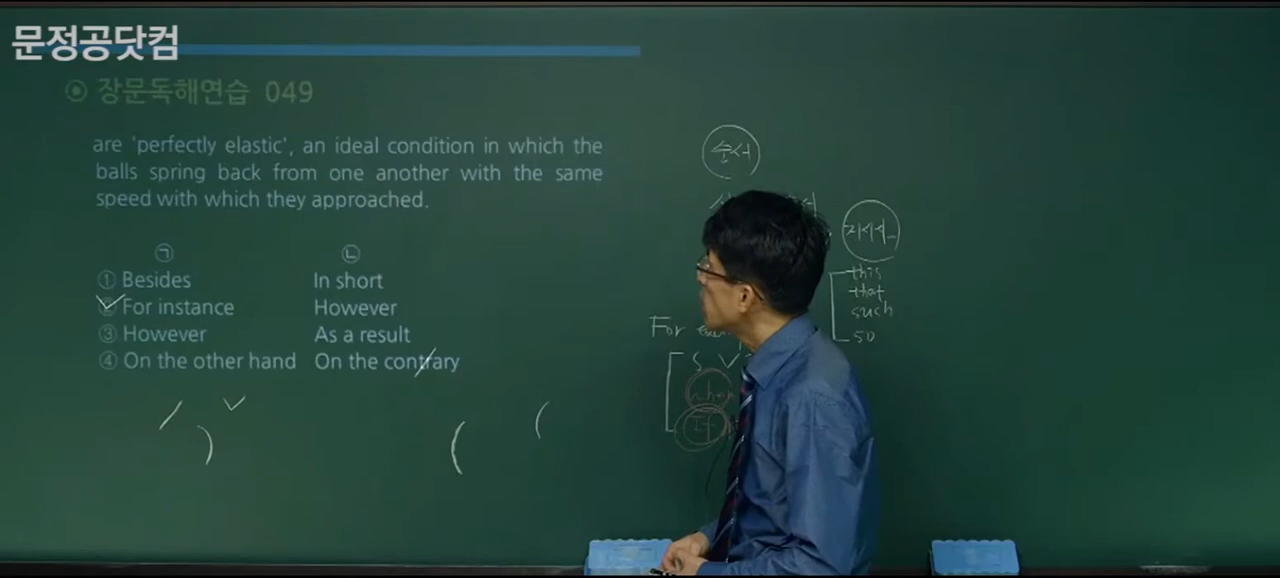 문정공닷컴
장문독해연습 049
are 'perfectly elastic', an ideal condition in which the
balls spring back from one another with the same
speed with which they approached.
㉠ ㉡
① Besides In short
② For instance However
③ However As a result
④ On the other hand On the contrary
순서
지시사
this
that
such
so
For
S V
If